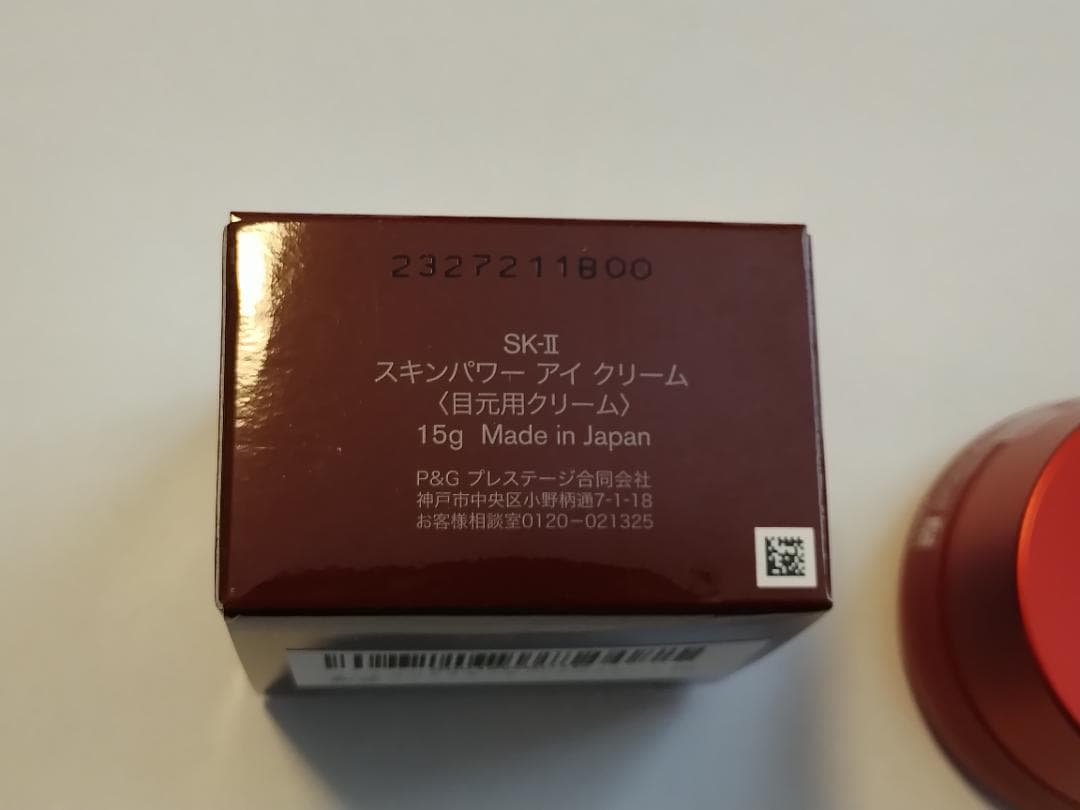 2327211B00
SK-Ⅱ
スキンパワー アイ クリーム
〈目元用クリーム〉
15g Made in Japan
P&G プレステージ合同会社
神戸市中央区小野柄通7-1-18
お客様相談室0120-021325